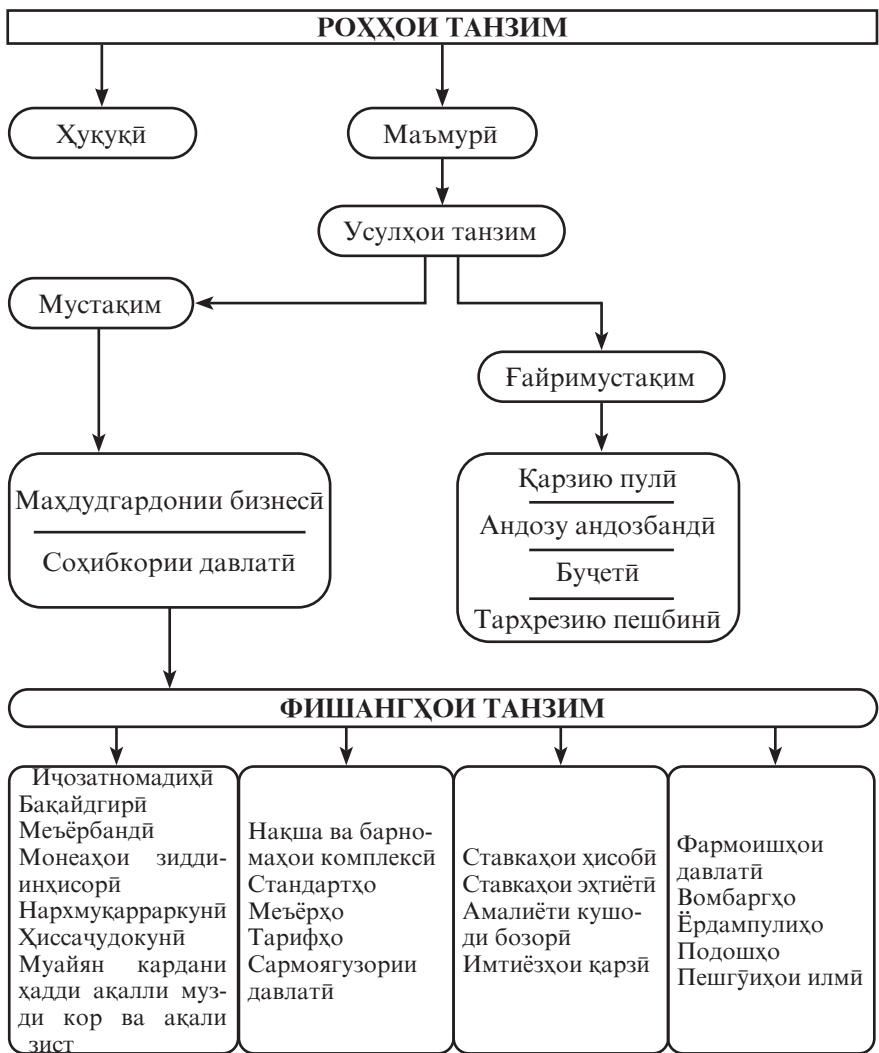 РОҲҲОИ ТАНЗИМ
Ҳуқуқӣ
Маъмурӣ
Усулҳои танзим
Мустақим
Ғайримустақим
Маҳдудгардонии бизнесӣ
Соҳибкории давлатӣ
Қарзию пулӣ
Андозу андозбандӣ
Буҷетӣ
Тарҳрезию пешбинӣ
ФИШАНГҲОИ ТАНЗИМ
Иҷозатномадиҳӣ
Бақайдгирӣ
Меъёрбандӣ
Монеаҳои зидди-
инҳисорӣ
Нархмуқарраркунӣ
Ҳиссаҷудокунӣ
Муайян кардани
ҳадди ақалли муз-
ди кор ва ақали
зист
Нақша ва барно-
маҳои комплексӣ
Стандартҳо
Меъёрҳо
Тарифҳо
Сармоягузории
давлатӣ
Ставкаҳои ҳисобӣ
Ставкаҳои эҳтиётӣ
Амалиёти кушо-
ди бозорӣ
Имтиёзҳои қарзӣ
Фармоишҳои
давлатӣ
Вомбаргҳо
Ёрдампулиҳо
Подошҳо
Пешгӯиҳои илмӣ